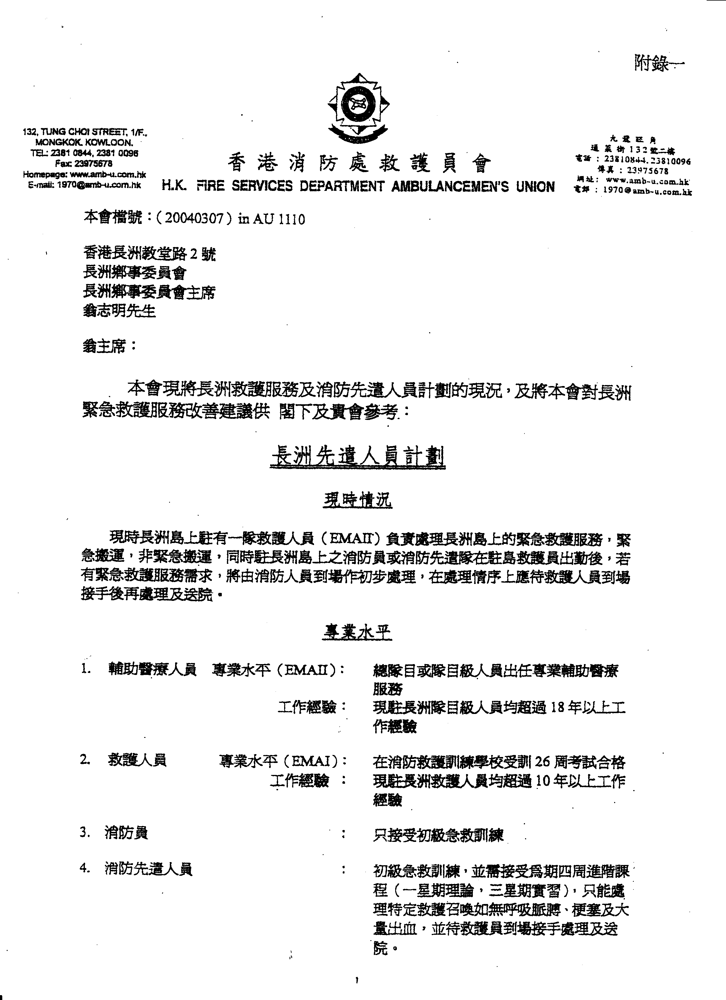 附錄一
132, TUNG CHOI STREET, 1/F.,
MONGKOK. KOWLOON.
TEL: 2381 0844, 2381 0096
Fax: 23975678
Homepage: www.amb-u.com.hk
E-mail: 1970@amb-u.com.hk
九龍旺角
通菜街132號二樓
電話：23810844.23810096
傳真：23975678
網址：www.amb-u.com.hk
電郵：1970@amb-u.com.hk
香港消防處救護員會
H.K. FIRE SERVICES DEPARTMENT AMBULANCEMEN'S UNION
本會檔號：（20040307）in AU 1110
香港長洲教堂路 2 號
長洲鄉事委員會
長洲鄉事委員會主席
翁志明先生
翁主席：
本會現將長洲救護服務及消防先遣人員計劃的現況，及將本會對長洲
緊急救護服務改善建議供 閣下及貴會參考：
長洲先遣人員計劃
現時情況
現時長洲島上駐有一隊救護人員（EMAII）負責處理長洲島上的緊急救護服務，緊
急搬運，非緊急搬運，同時駐長洲島上之消防員或消防先遣隊在駐島救護員出勤後，若
有緊急救護服務需求，將由消防人員到場作初步處理，在處理情序上應待救護人員到場
接手後再處理及送院。
專業水平
1. 輔助醫療人員 專業水平（EMAII）： 總隊目或隊目級人員出任專業輔助醫療
服務
工作經驗： 現駐長洲隊目級人員均超過 18 年以上工
作經驗
2. 救護人員 專業水平（EMAI）： 在消防救護訓練學校受訓 26 周考試合格
工作經驗 ： 現駐長洲救護人員均超過 10 年以上工作
經驗
3. 消防員 ： 只接受初級急救訓練
4. 消防先遣人員 ： 初級急救訓練，並需接受爲期四周進階課
程（一星期理論，三星期實習），只能處
理特定救護召喚如無呼吸脈膊、梗塞及大
量出血，並待救護員到場接手處理及送
院。
1